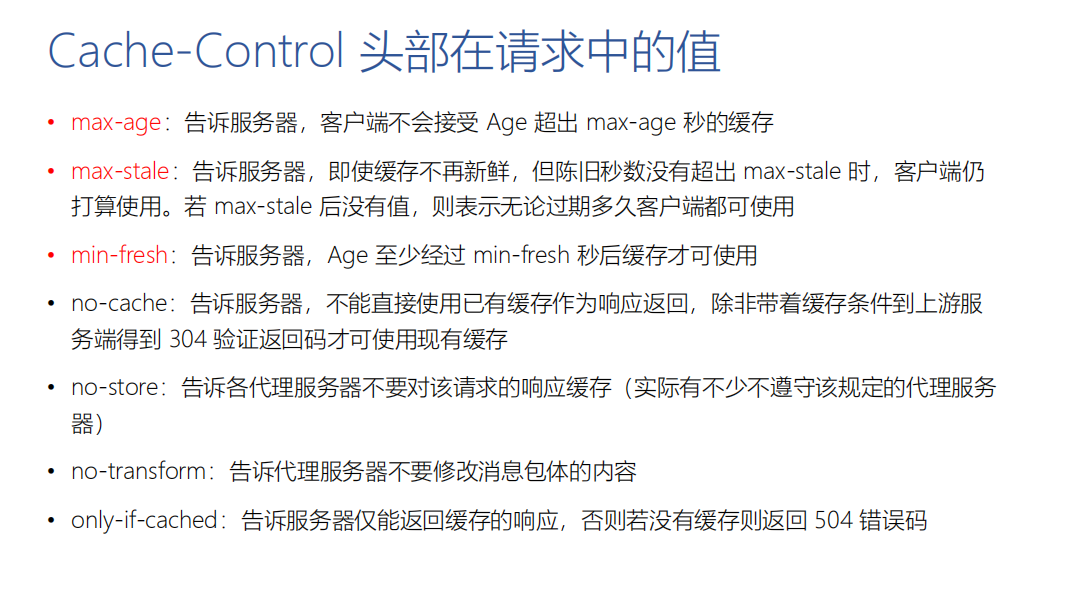 Cache-Control 头部在请求中的值
• max-age：告诉服务器，客户端不会接受 Age 超出 max-age 秒的缓存
• max-stale：告诉服务器，即使缓存不再新鲜，但陈旧秒数没有超出 max-stale 时，客户端仍
打算使用。若 max-stale 后没有值，则表示无论过期多久客户端都可使用
• min-fresh：告诉服务器，Age 至少经过 min-fresh 秒后缓存才可使用
• no-cache：告诉服务器，不能直接使用已有缓存作为响应返回，除非带着缓存条件到上游服
务端得到 304 验证返回码才可使用现有缓存
• no-store：告诉各代理服务器不要对该请求的响应缓存（实际有不少不遵守该规定的代理服务
器）
• no-transform：告诉代理服务器不要修改消息包体的内容
• only-if-cached：告诉服务器仅能返回缓存的响应，否则若没有缓存则返回 504 错误码